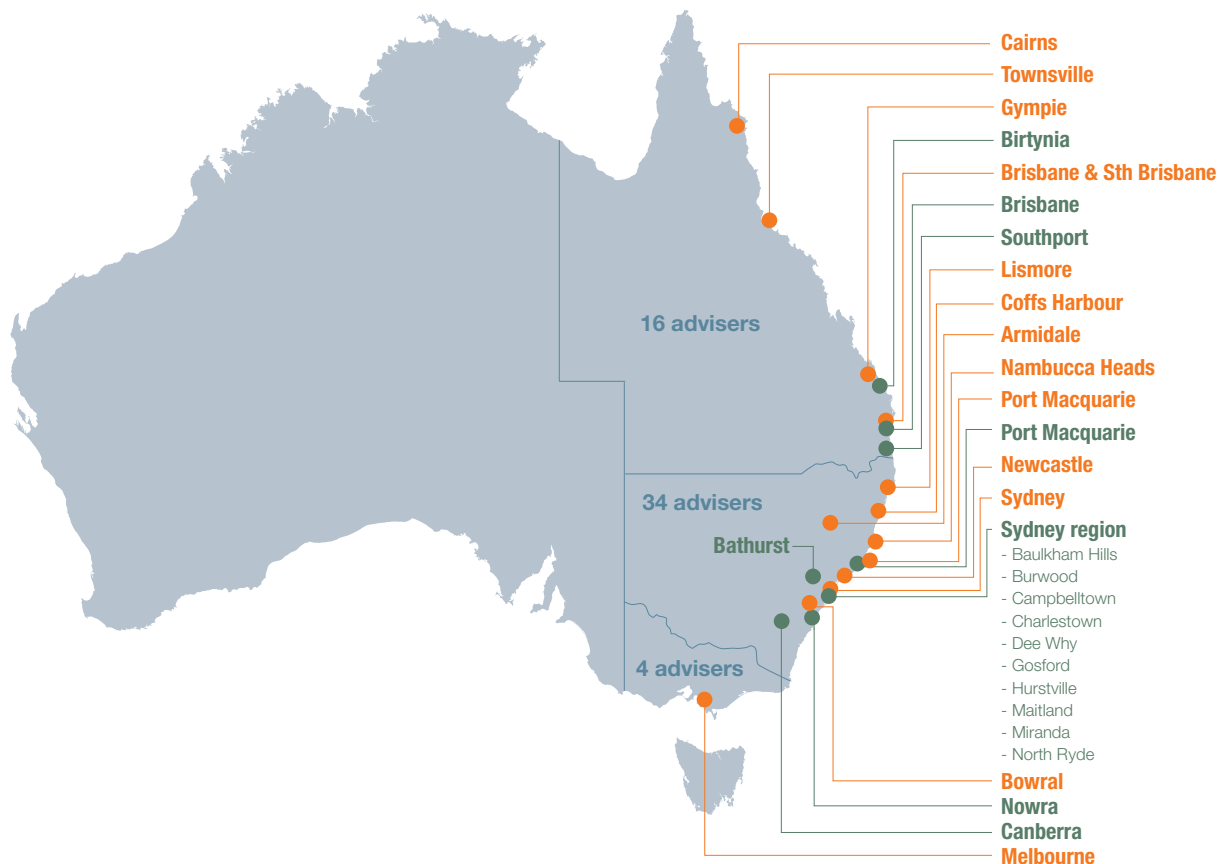 Cairns
Townsville
Gympie
Birtynia
Brisbane & Sth Brisbane
Brisbane
Southport
Lismore
Coffs Harbour
Armidale
Nambucca Heads
Port Macquarie
Port Macquarie
Newcastle
Sydney
Sydney region
- Baulkham Hills
- Burwood
- Campbelltown
- Charlestown
- Dee Why
- Gosford
- Hurstville
- Maitland
- Miranda
- North Ryde
Bowral
Nowra
Canberra
Melbourne
16 advisers
34 advisers
Bathurst
4 advisers